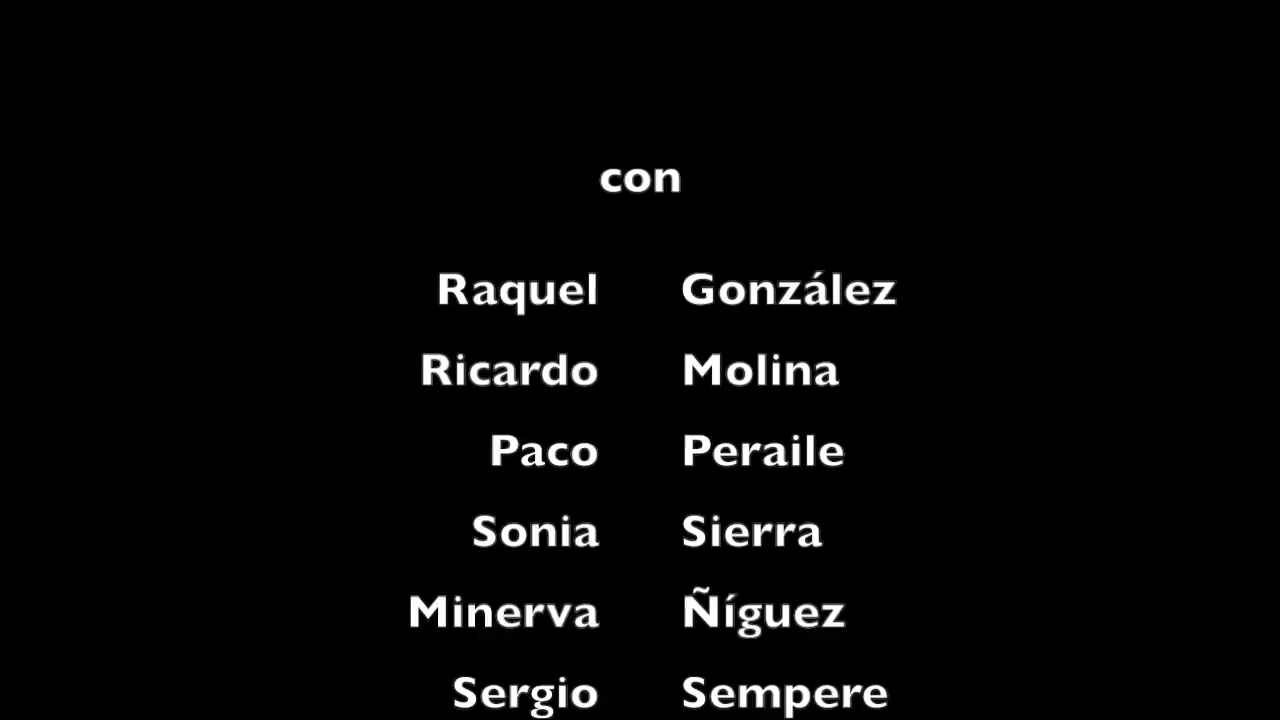 con
Raquel González
Ricardo Molina
Paco Peraile
Sonia Sierra
Minerva Ñíguez
Sergio Sempere